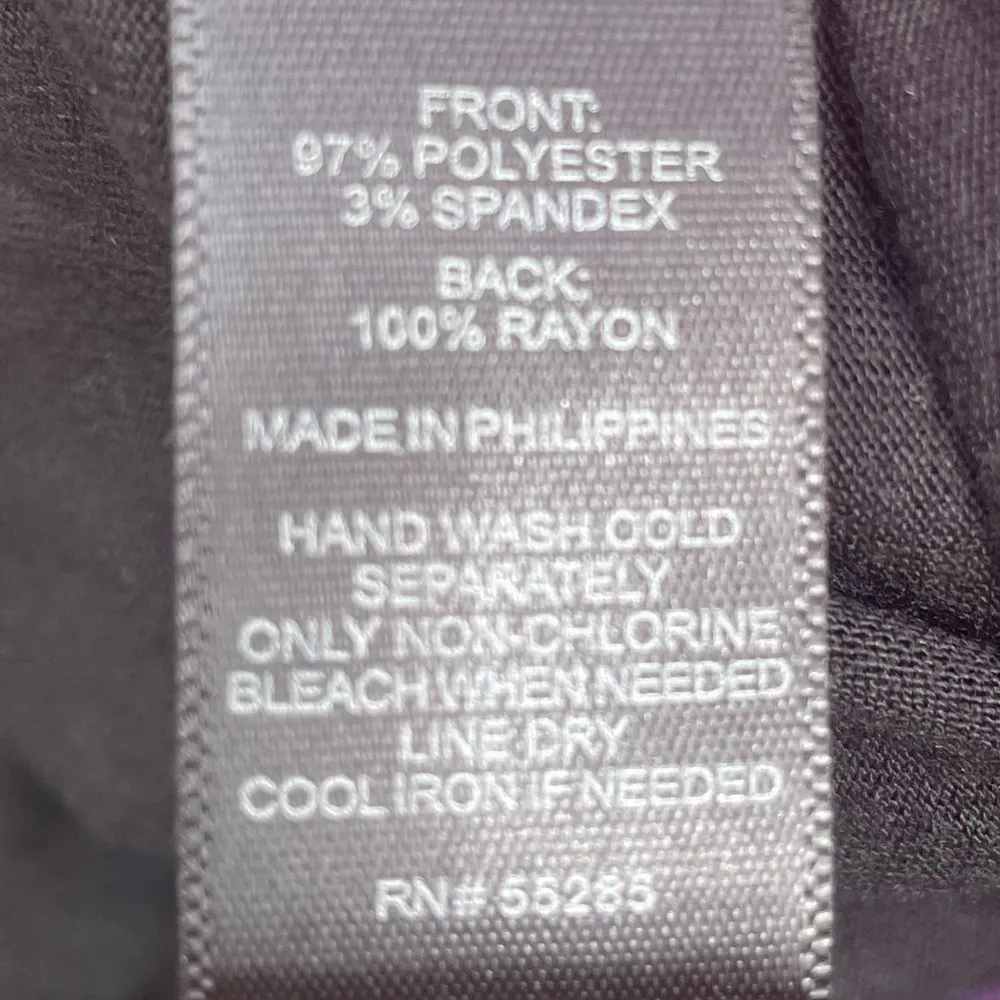 FRONT:
97% POLYESTER
3% SPANDEX
BACK:
100% RAYON
MADE IN PHILIPPINES
HAND WASH COLD
SEPARATELY
ONLY NON-CHLORINE
BLEACH WHEN NEEDED
LINE DRY
COOL IRON IF NEEDED
RN# 55285